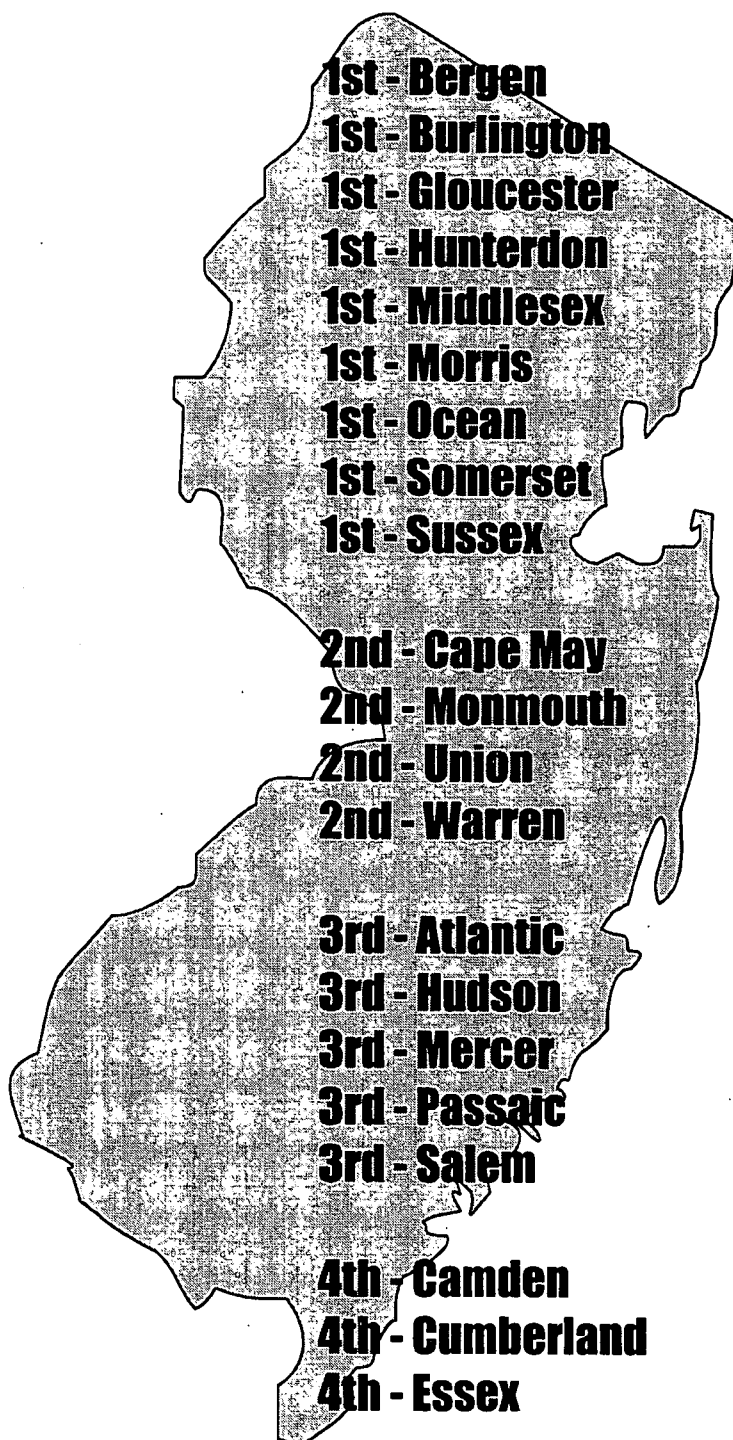 1st - Bergen
1st - Burlington
1st - Gloucester
1st - Hunterdon
1st - Middlesex
1st - Morris
1st - Ocean
1st - Somerset
1st - Sussex
2nd - Cape May
2nd - Monmouth
2nd - Union
2nd - Warren
3rd - Atlantic
3rd - Hudson
3rd - Mercer
3rd - Passaic
3rd - Salem
4th - Camden
4th - Cumberland
4th - Essex